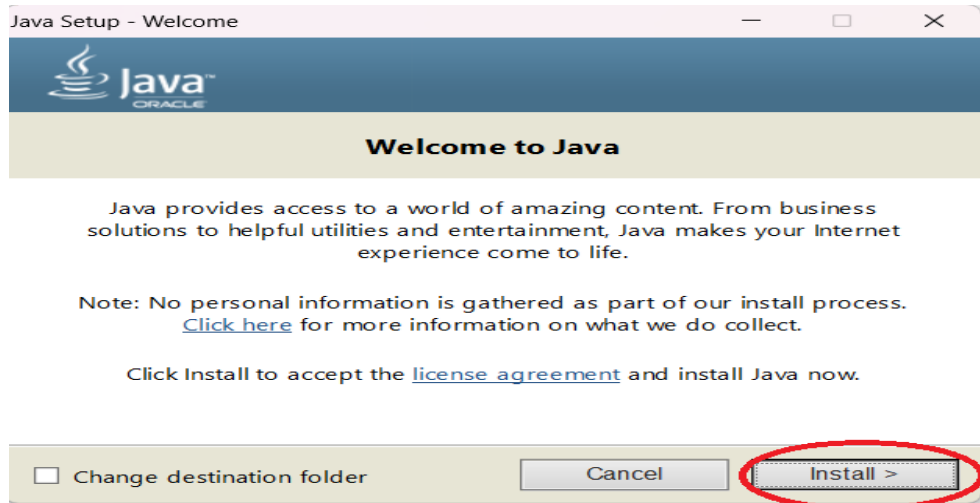 Java Setup - Welcome
Java™
ORACLE
Welcome to Java
Java provides access to a world of amazing content. From business
solutions to helpful utilities and entertainment, Java makes your Internet
experience come to life.
Note: No personal information is gathered as part of our install process.
Click here for more information on what we do collect.
Click Install to accept the license agreement and install Java now.
Change destination folder
Cancel
Install >